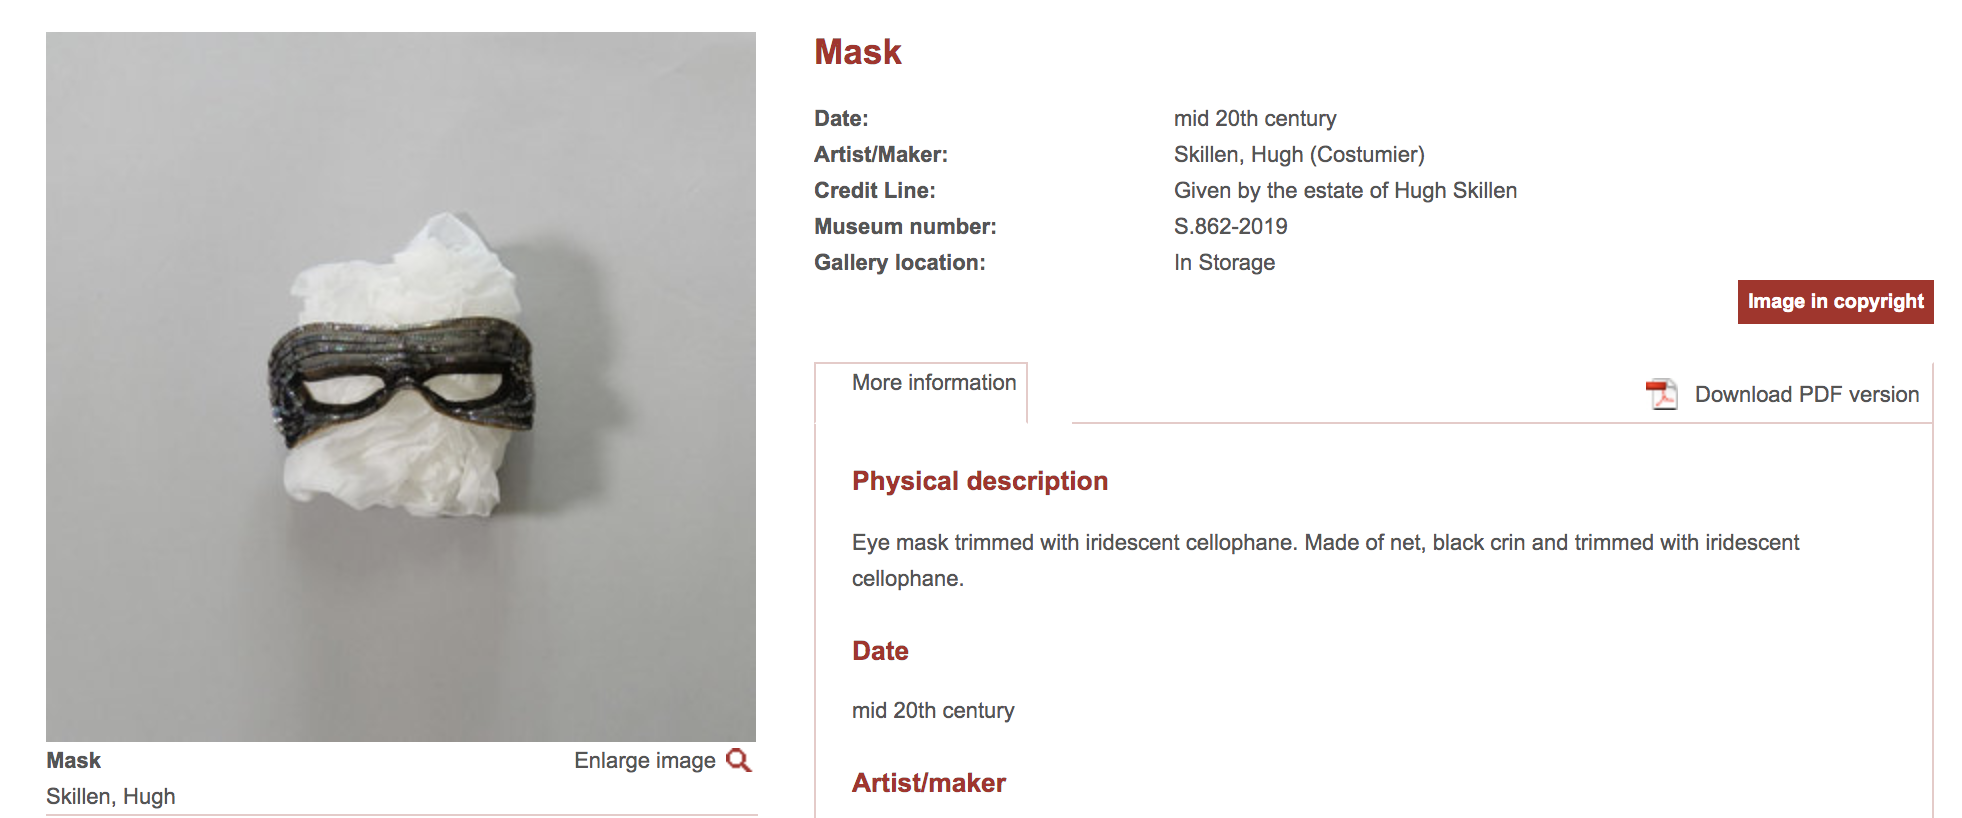 Mask
Date: mid 20th century
Artist/Maker: Skillen, Hugh (Costumier)
Credit Line: Given by the estate of Hugh Skillen
Museum number: S.862-2019
Gallery location: In Storage
Image in copyright
More information
Download PDF version
Physical description
Eye mask trimmed with iridescent cellophane. Made of net, black crin and trimmed with iridescent
cellophane.
Date
mid 20th century
Artist/maker
Mask
Enlarge image
Skillen, Hugh